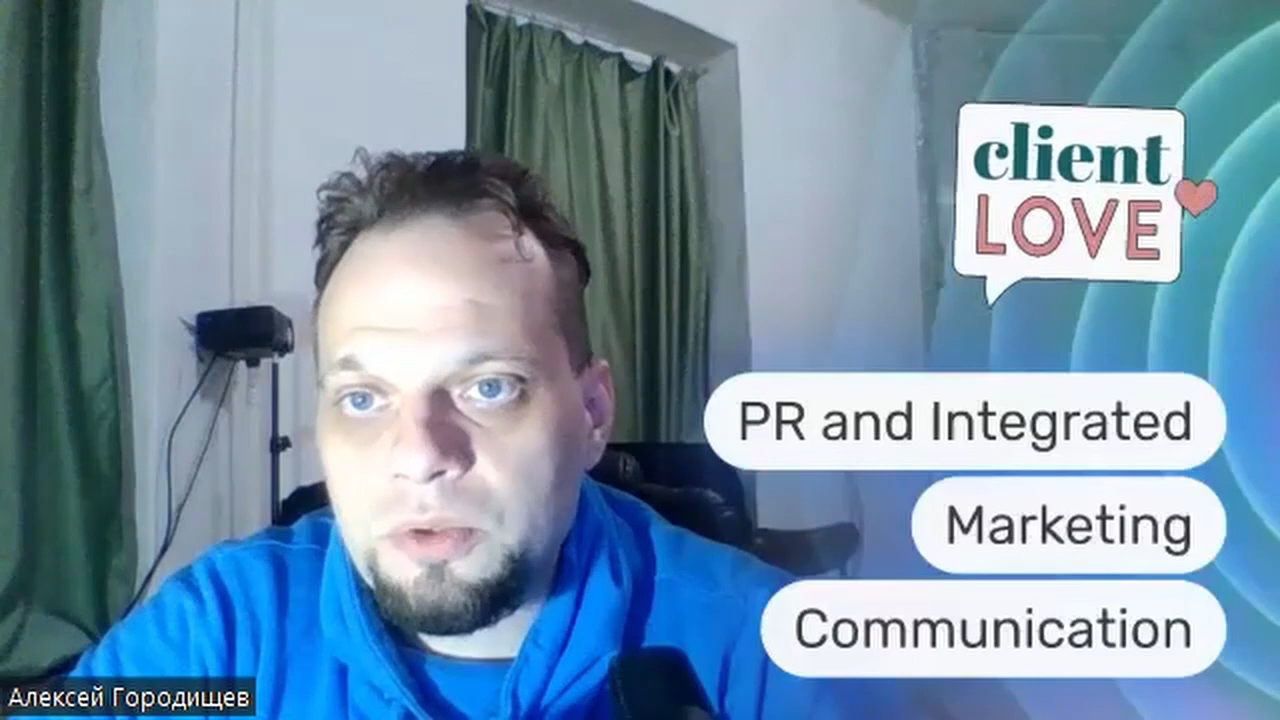 client
LOVE
PR and Integrated
Marketing
Communication
Алексей Городищев